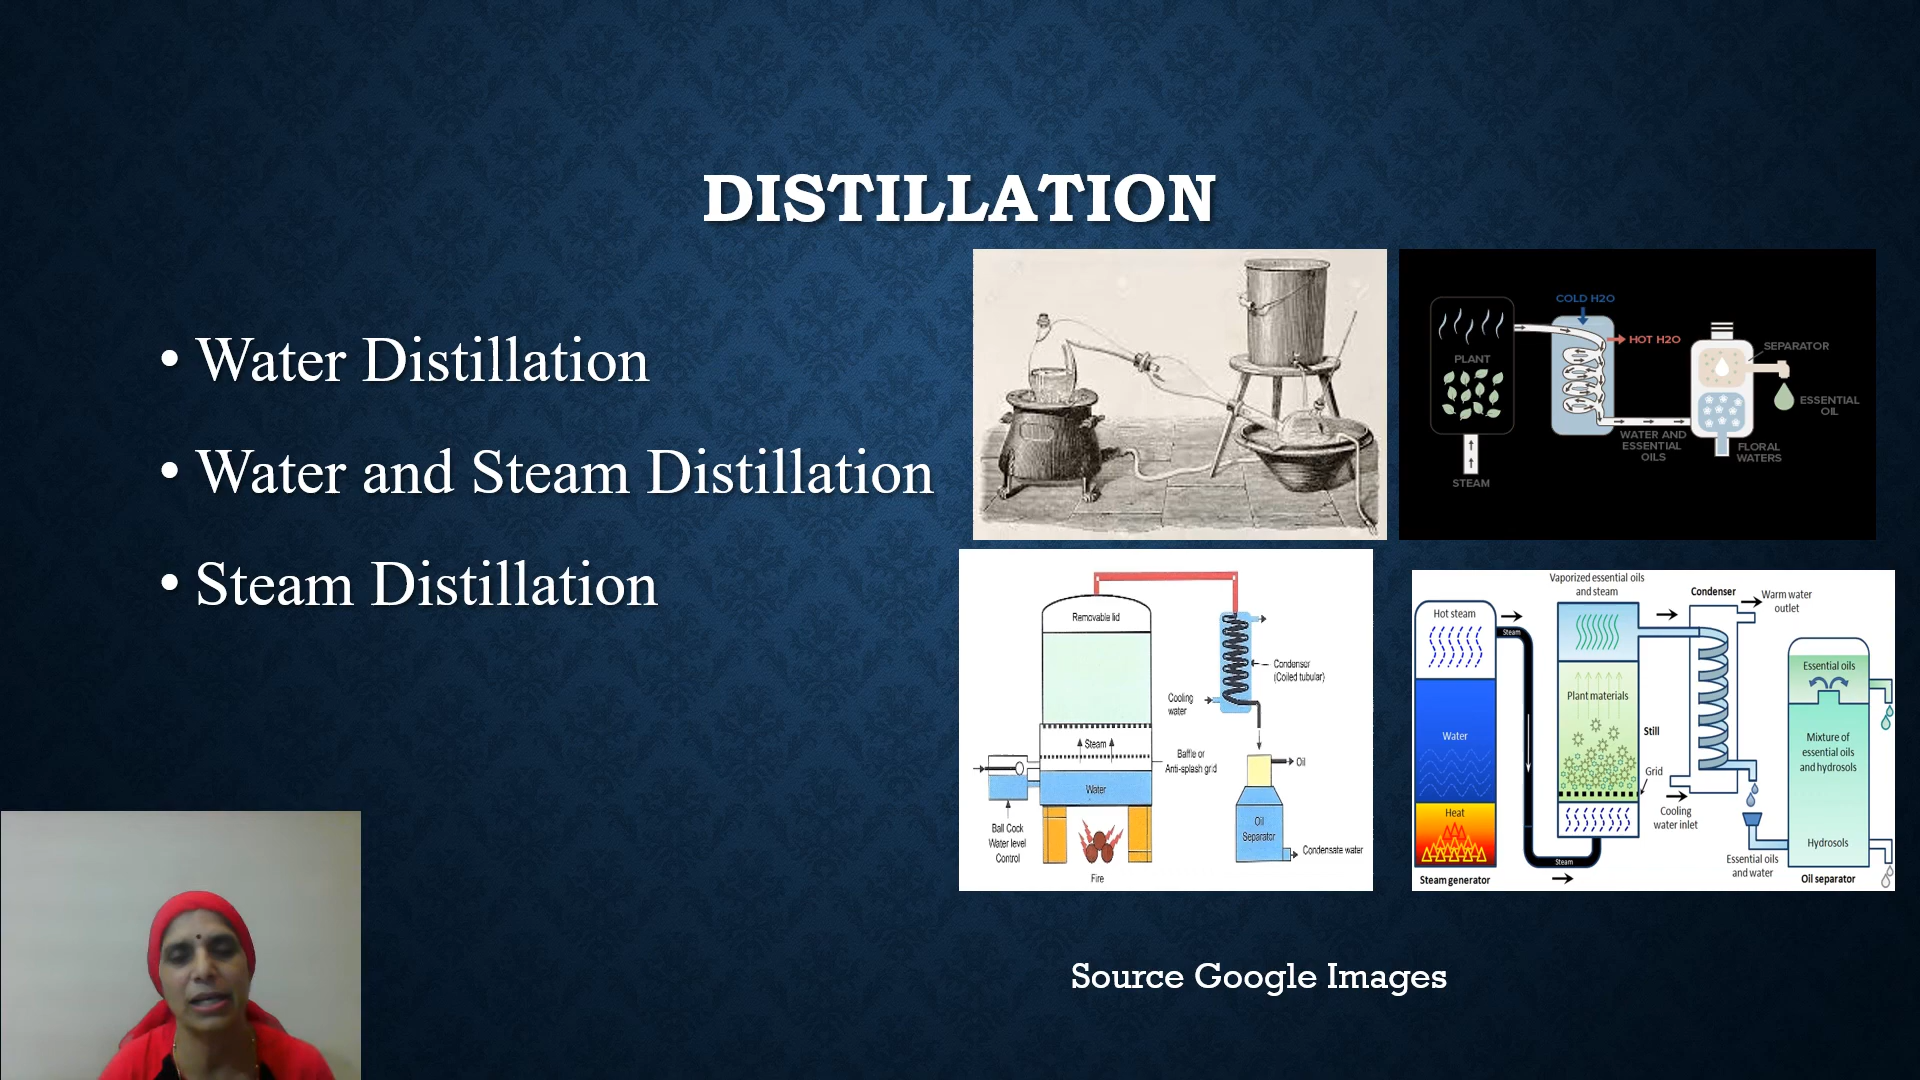 DISTILLATION
• Water Distillation
• Water and Steam Distillation
• Steam Distillation
COLD H2O
HOT H2O
PLANT
SEPARATOR
ESSENTIAL
OIL
WATER AND
ESSENTIAL
OILS
FLORAL
WATERS
STEAM
Removable lid
Condensor
(Coiled tubular)
Cooling
water
Steam
Baffle or
Anti-splash grid
Oil
Water
Ball Cock
Water level
Control
Oil
Separator
Condensate water
Fire
Vaporized essential oils
and steam
Condenser
Warm water
outlet
Hot steam
Steam
Essential oils
Plant materials
Water
Still
Mixture of
essential oils
and hydrosols
Grid
Heat
Cooling
water inlet
Hydrosols
Steam
Essential oils
and water
Steam generator
Oil separator
Source Google Images